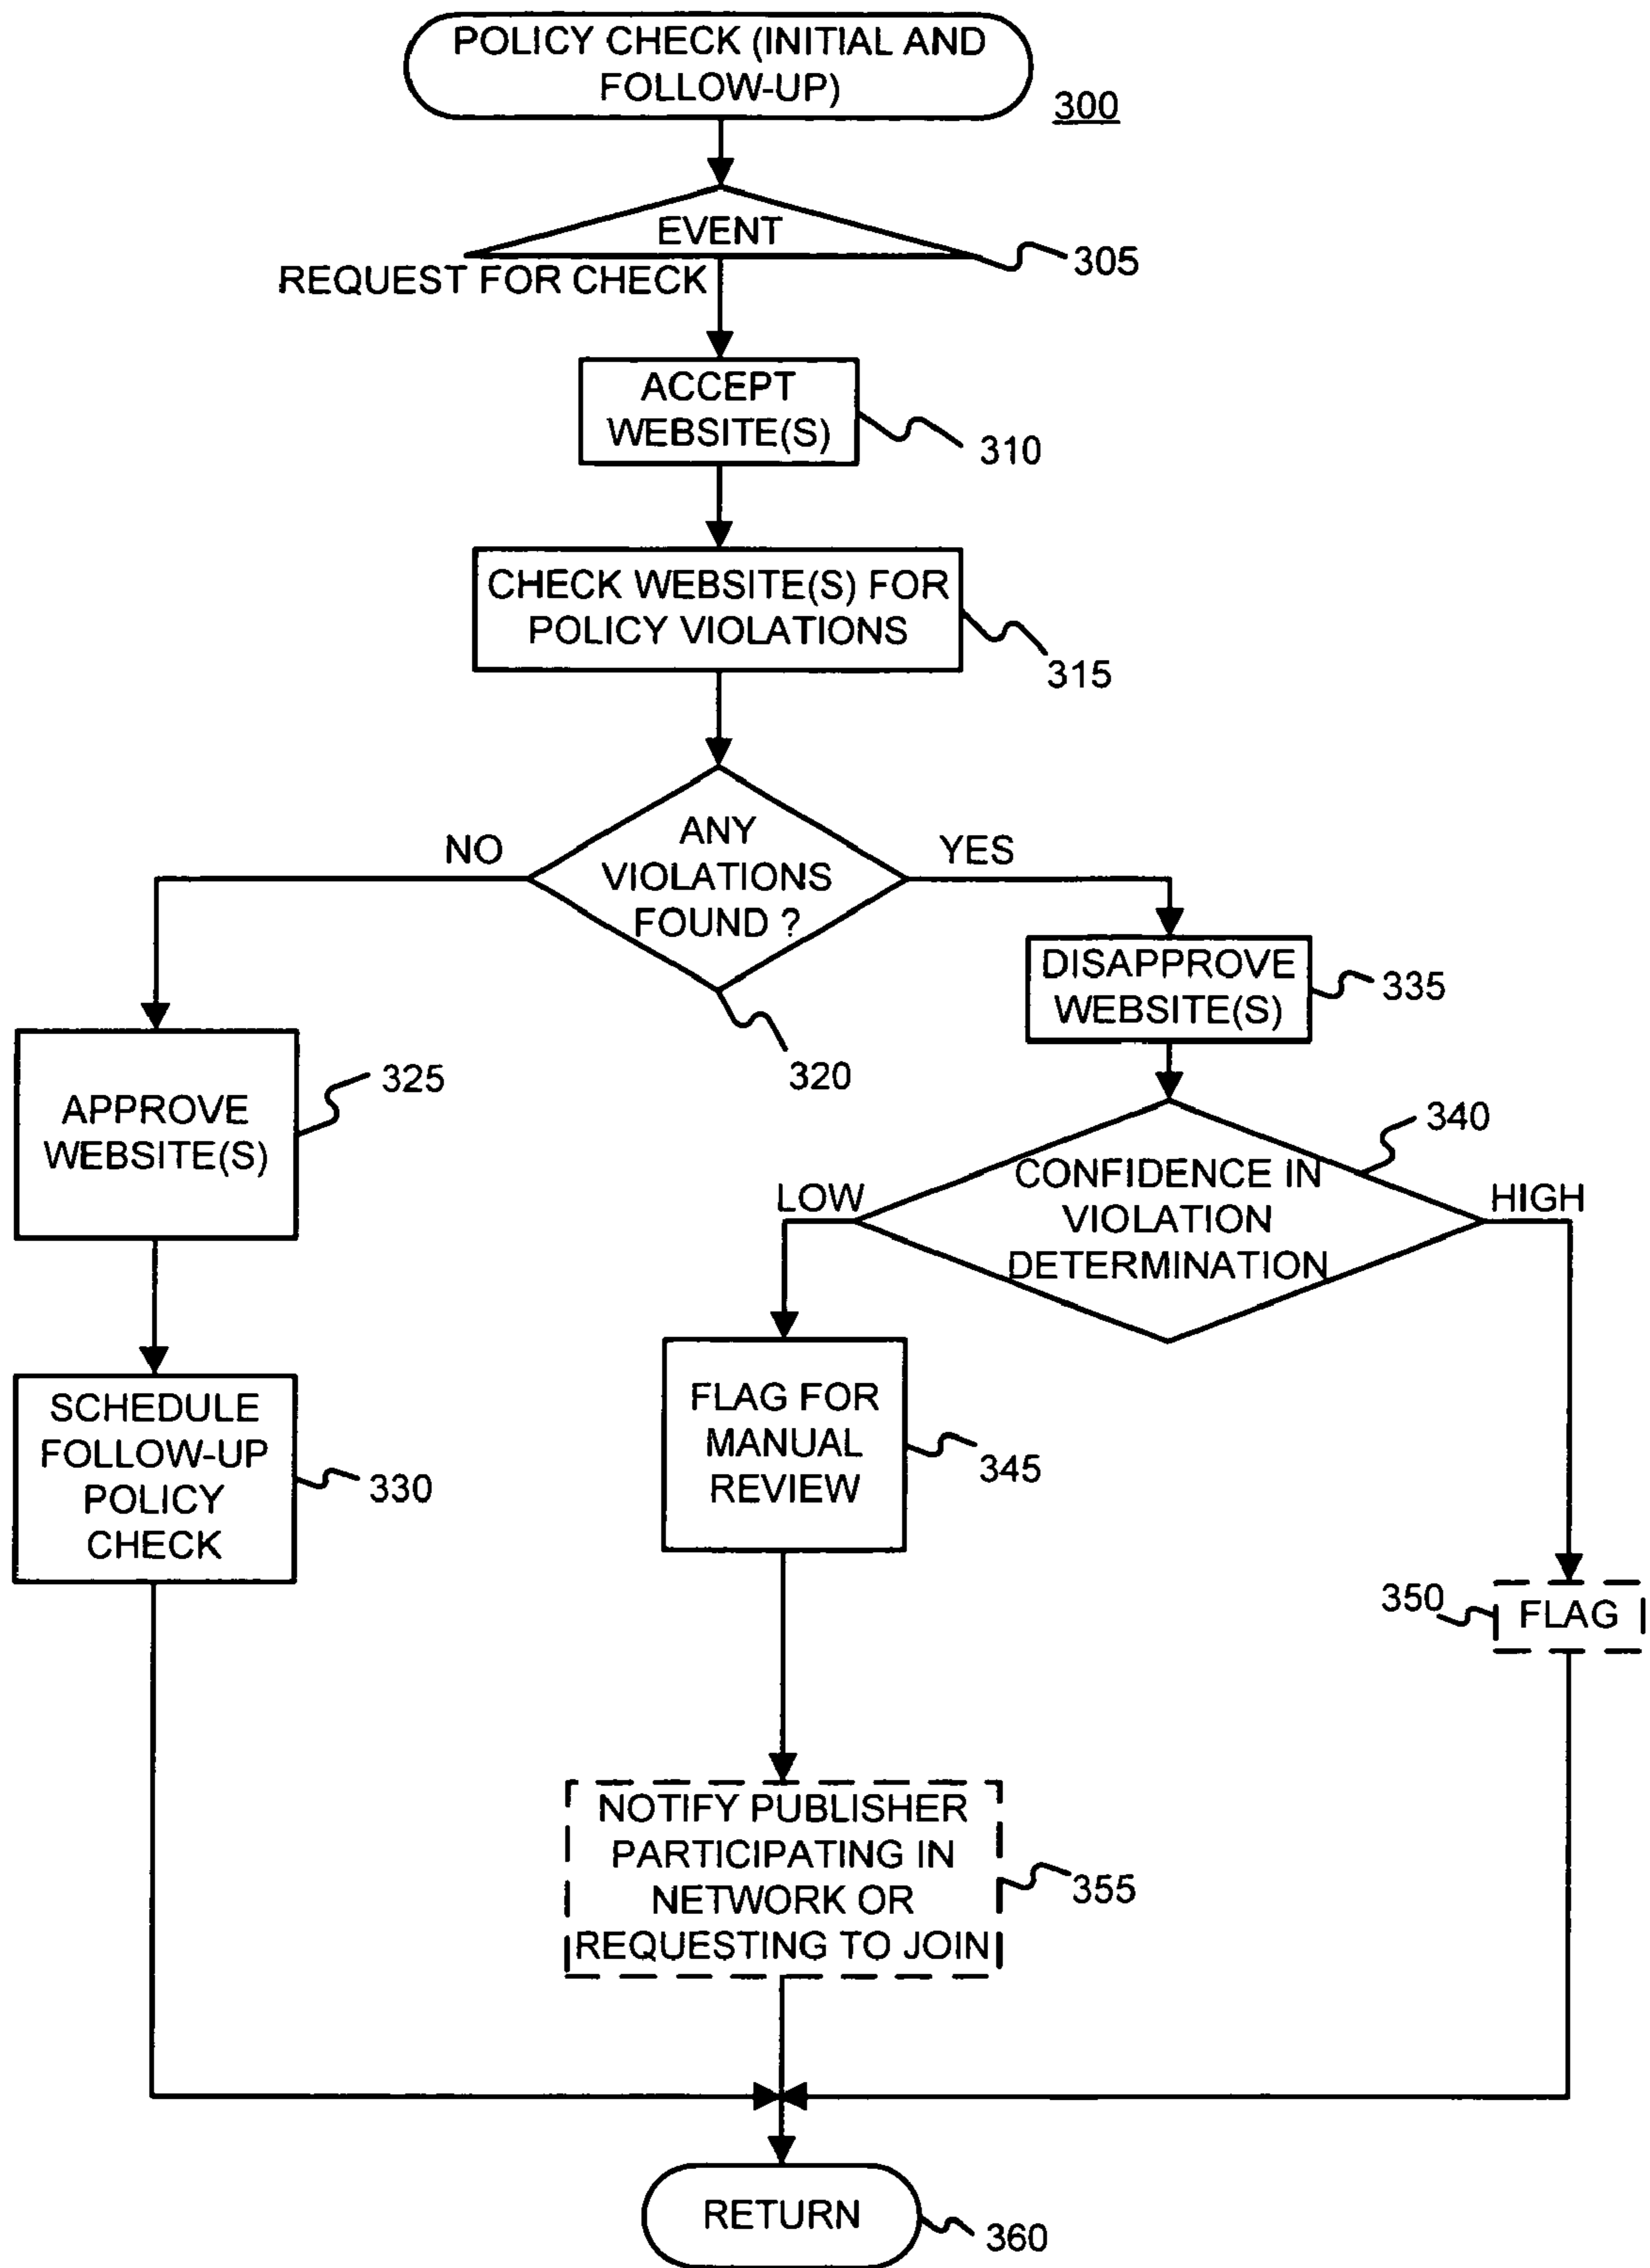 POLICY CHECK (INITIAL AND
FOLLOW-UP)
300
EVENT
305
REQUEST FOR CHECK
ACCEPT
WEBSITE(S)
310
CHECK WEBSITE(S) FOR
POLICY VIOLATIONS
315
ANY
VIOLATIONS
FOUND ?
NO
YES
320
DISAPPROVE
WEBSITE(S)
335
APPROVE
WEBSITE(S)
325
340
CONFIDENCE IN
VIOLATION
DETERMINATION
LOW
HIGH
SCHEDULE
FOLLOW-UP
POLICY
CHECK
330
FLAG FOR
MANUAL
REVIEW
345
350
FLAG
NOTIFY PUBLISHER
PARTICIPATING IN
NETWORK OR
REQUESTING TO JOIN
355
RETURN
360